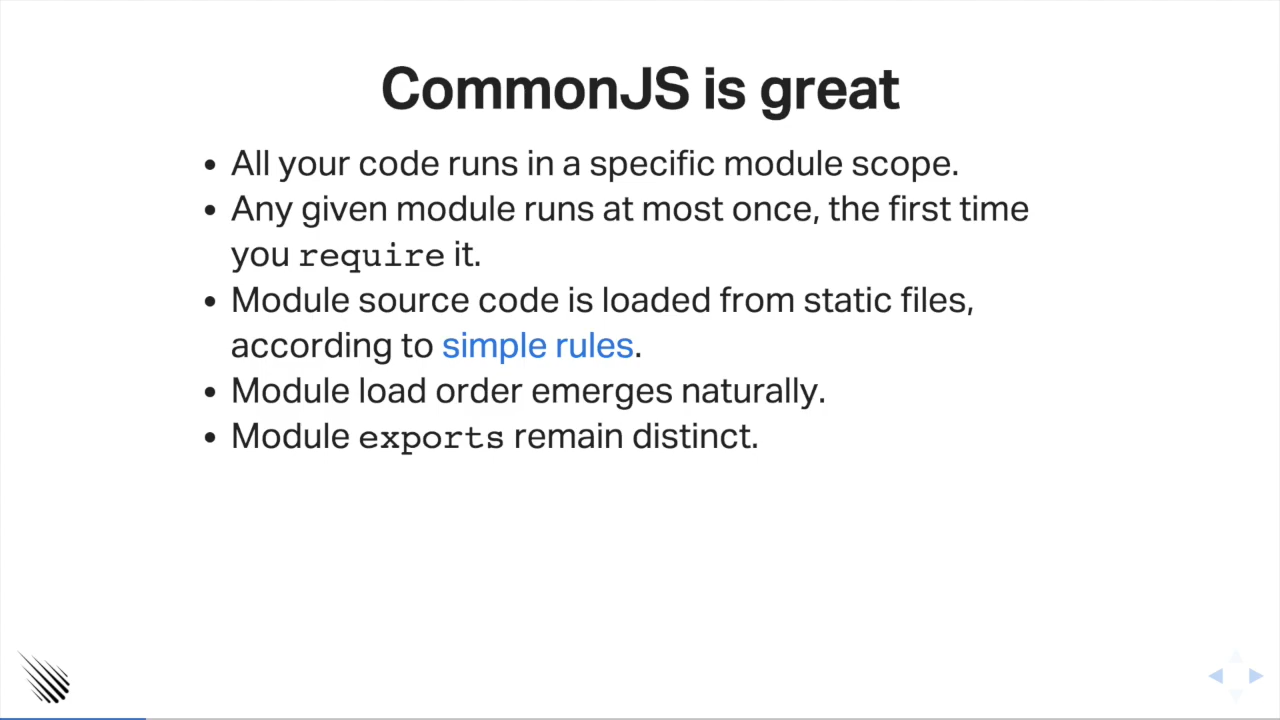 CommonJS is great
• All your code runs in a specific module scope.
• Any given module runs at most once, the first time
you require it.
• Module source code is loaded from static files,
according to simple rules.
• Module load order emerges naturally.
• Module exports remain distinct.